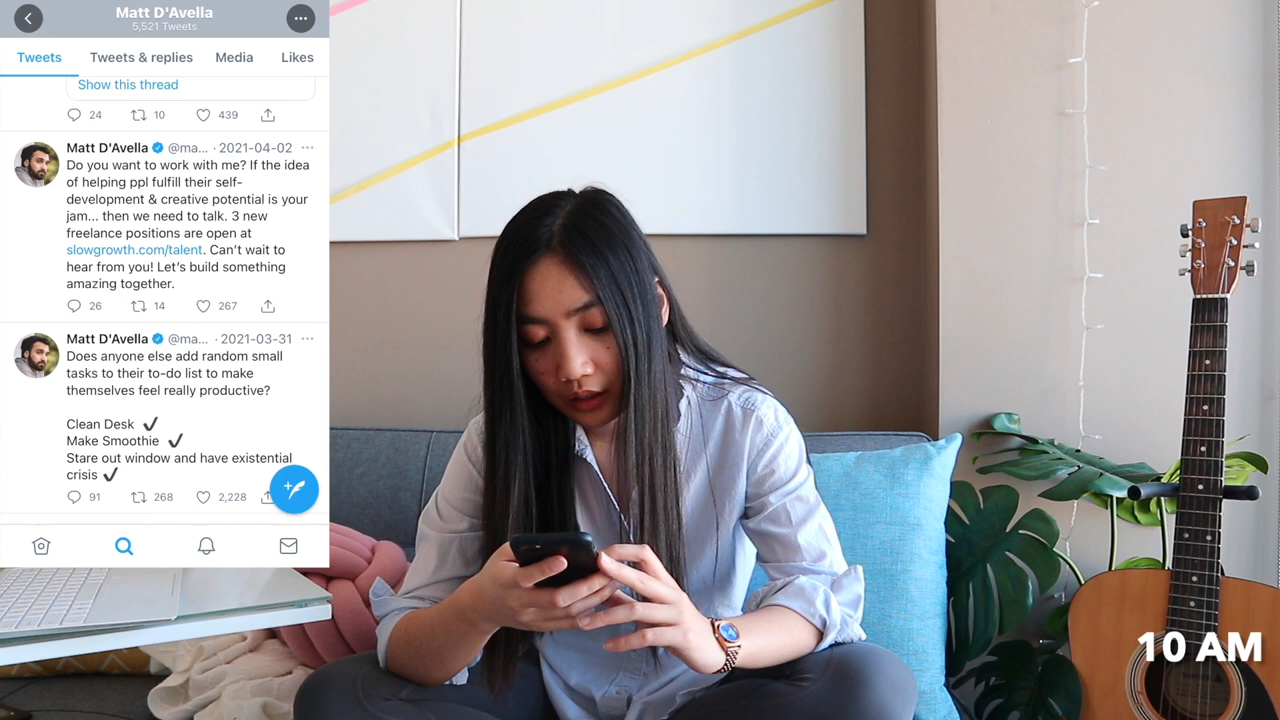 Matt D'Avella
5,521 Tweets
Tweets Tweets & replies Media Likes
Show this thread
24 10 439
Matt D'Avella @ma... · 2021-04-02
Do you want to work with me? If the idea
of helping ppl fulfill their self-
development & creative potential is your
jam... then we need to talk. 3 new
freelance positions are open at
slowgrowth.com/talent. Can't wait to
hear from you! Let's build something
amazing together.
26 14 267
Matt D'Avella @ma... · 2021-03-31
Does anyone else add random small
tasks to their to-do list to make
themselves feel really productive?
Clean Desk ✔
Make Smoothie ✔
Stare out window and have existential
crisis ✔
91 268 2,228
10 AM